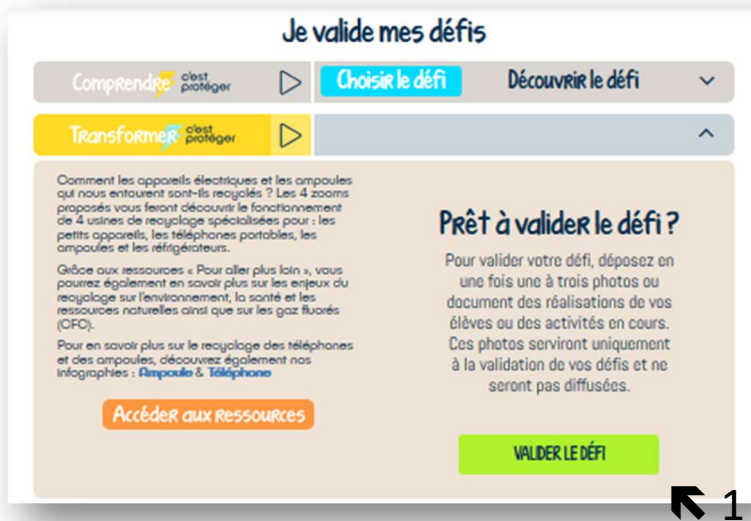 Je valide mes défis
Comprendre c'est protéger
Choisir le défi
Découvrir le défi
Transformer c'est protéger
Comment les appareils électriques et les ampoules
qui nous entourent sont-ils recyclés ? Les 4 zooms
proposés vous feront découvrir le fonctionnement
de 4 usines de recyclage spécialisées pour : les
petits appareils, les téléphones portables, les
ampoules et les réfrigérateurs.
Grâce aux ressources « Pour aller plus loin », vous
pourrez également en savoir plus sur les enjeux du
recyclage sur l'environnement, la santé et les
ressources naturelles ainsi que sur les gaz fluorés
(CFC).
Pour en savoir plus sur le recyclage des téléphones
et des ampoules, découvrez également nos
infographies : Ampoule & Téléphone
Accéder aux ressources
Prêt à valider le défi ?
Pour valider votre défi, déposez en
une fois une à trois photos ou
document des réalisations de vos
élèves ou des activités en cours.
Ces photos serviront uniquement
à la validation de vos défis et ne
seront pas diffusées.
VALIDER LE DÉFI
1